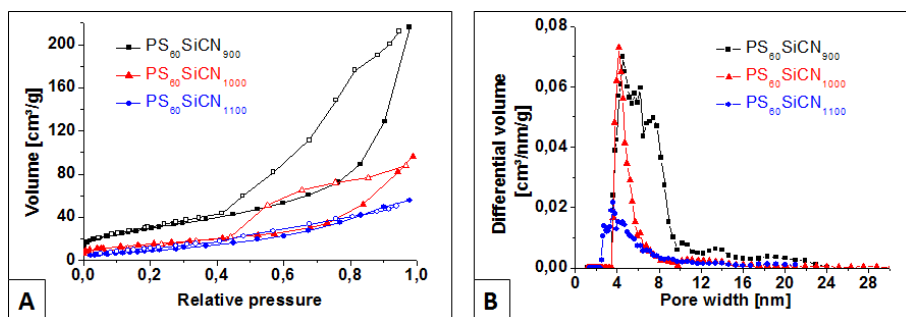 A
Volume [cm³/g]
200
160
120
80
40
0
PS₆₀SiCN₉₀₀
PS₆₀SiCN₁₀₀₀
PS₆₀SiCN₁₁₀₀
0,0 0,2 0,4 0,6 0,8 1,0
Relative pressure
B
Differential volume
[cm³/nm/g]
0,08
0,06
0,04
0,02
0,00
PS₆₀SiCN₉₀₀
PS₆₀SiCN₁₀₀₀
PS₆₀SiCN₁₁₀₀
0 4 8 12 16 20 24 28
Pore width [nm]